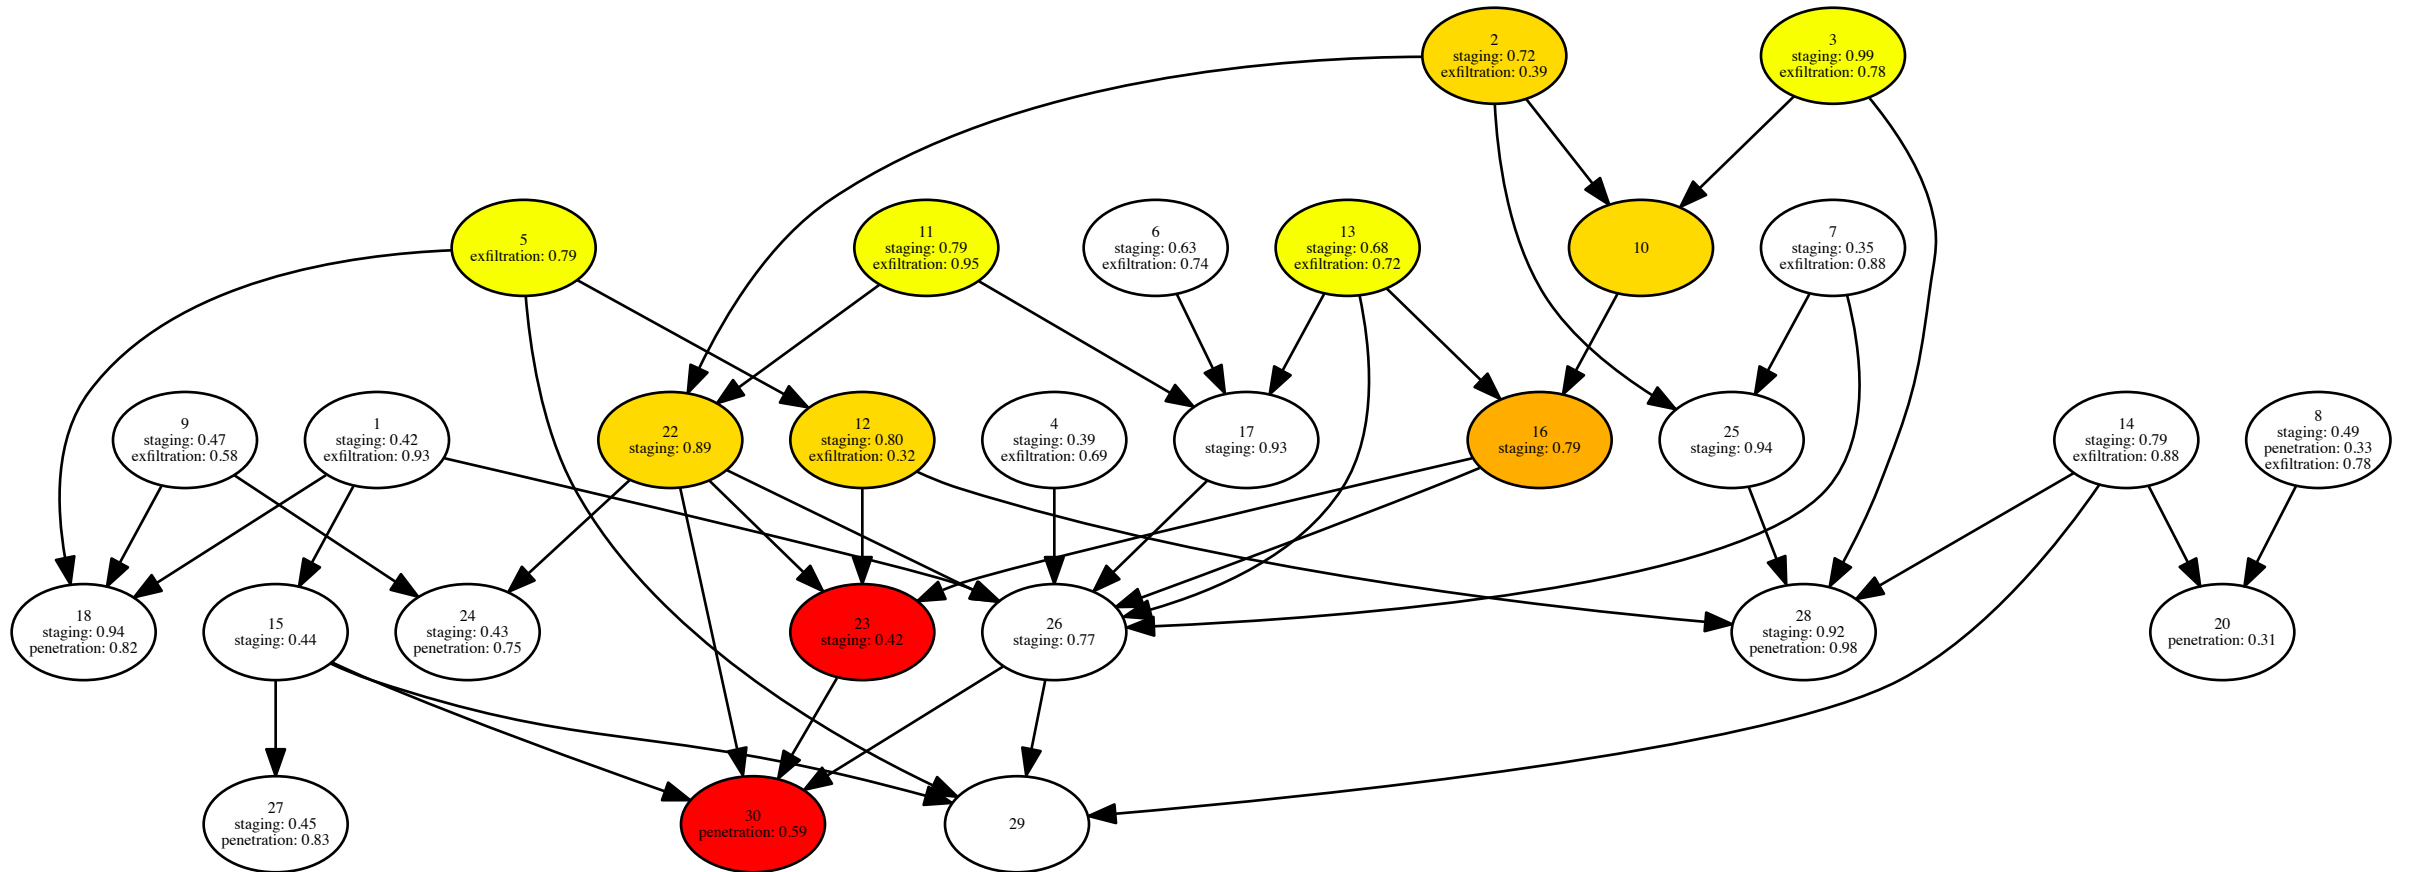 2
staging: 0.72
exfiltration: 0.39
3
staging: 0.99
exfiltration: 0.78
5
exfiltration: 0.79
11
staging: 0.79
exfiltration: 0.95
6
staging: 0.63
exfiltration: 0.74
13
staging: 0.68
exfiltration: 0.72
10
7
staging: 0.35
exfiltration: 0.88
9
staging: 0.47
exfiltration: 0.58
1
staging: 0.42
exfiltration: 0.93
22
staging: 0.89
12
staging: 0.80
exfiltration: 0.32
4
staging: 0.39
exfiltration: 0.69
17
staging: 0.93
16
staging: 0.79
25
staging: 0.94
14
staging: 0.79
exfiltration: 0.88
8
staging: 0.49
penetration: 0.33
exfiltration: 0.78
18
staging: 0.94
penetration: 0.82
15
staging: 0.44
24
staging: 0.43
penetration: 0.75
23
staging: 0.42
26
staging: 0.77
28
staging: 0.92
penetration: 0.98
20
penetration: 0.31
27
staging: 0.45
penetration: 0.83
30
penetration: 0.59
29